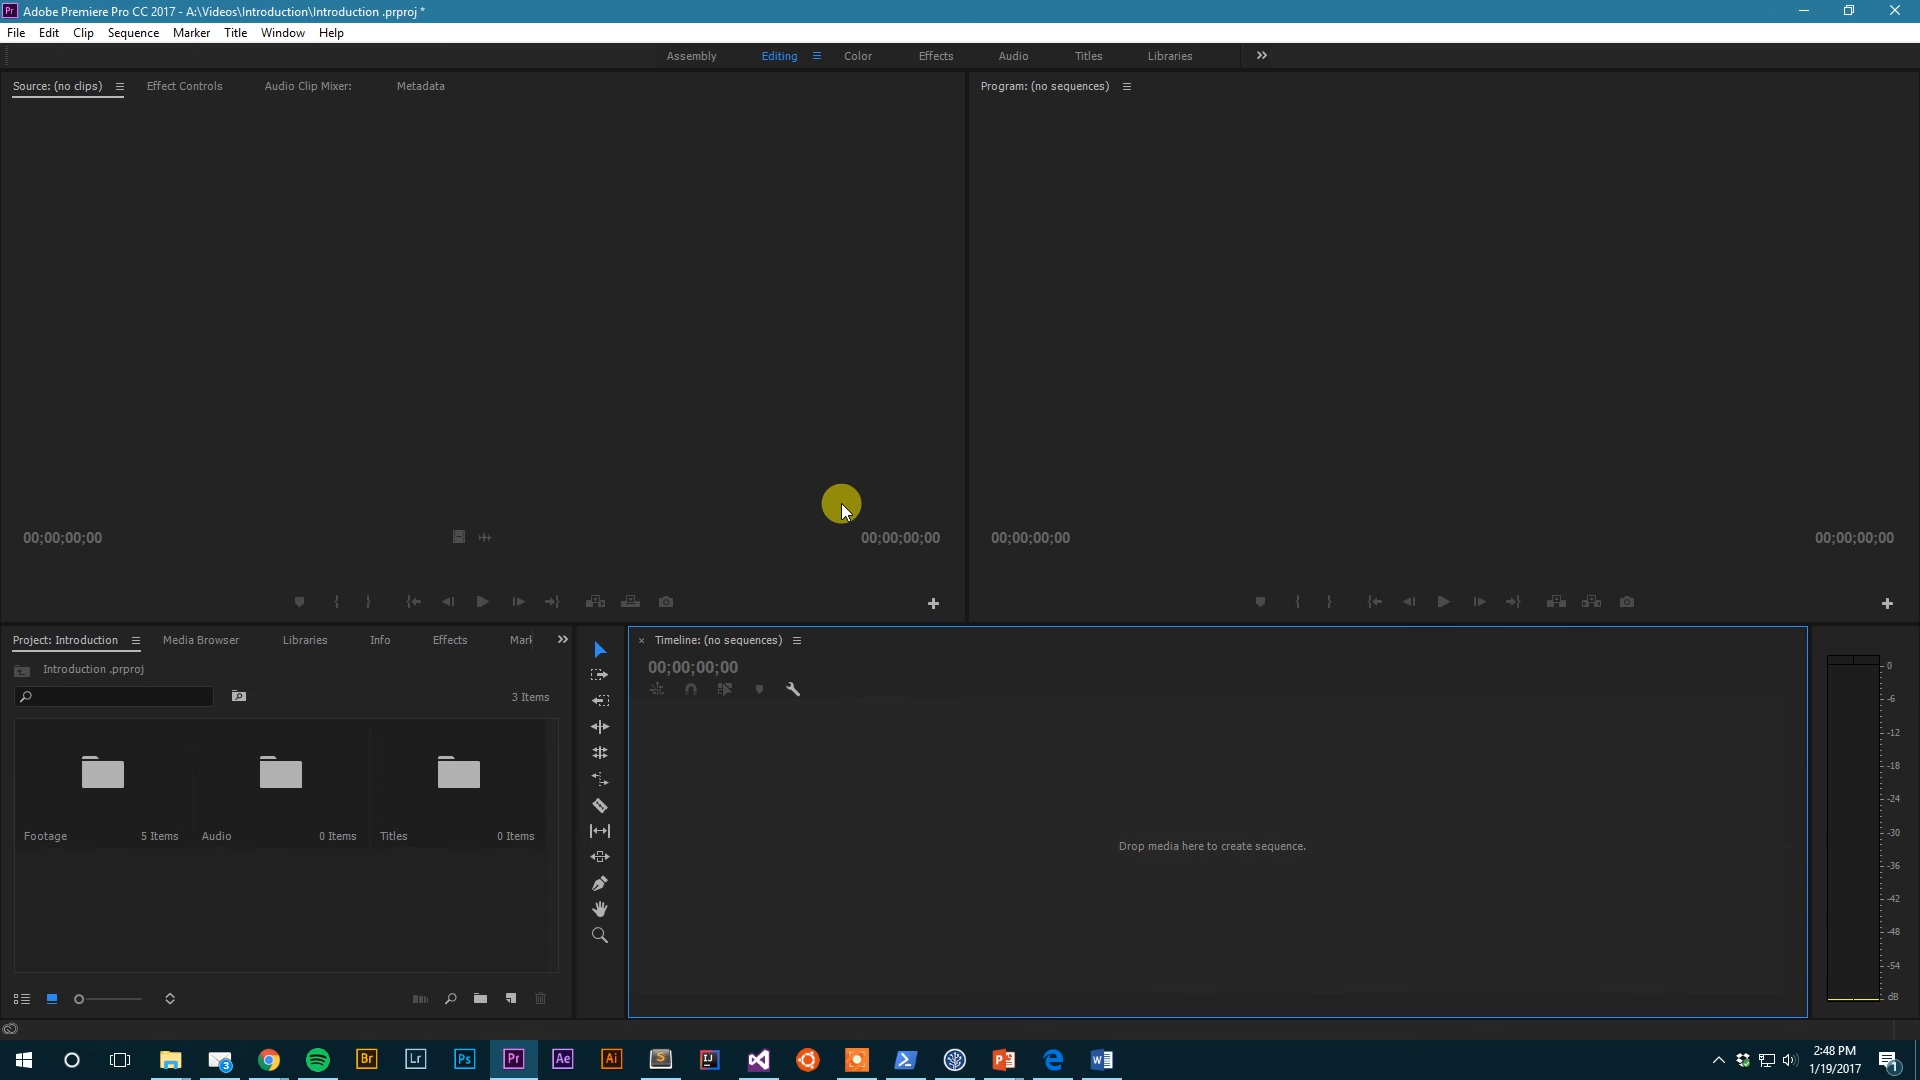 Pr Adobe Premiere Pro CC 2017 - A:\Videos\Introduction\Introduction .prproj *
File Edit Clip Sequence Marker Title Window Help
Assembly Editing Color Effects Audio Titles Libraries
Source: (no clips) Effect Controls Audio Clip Mixer: Metadata
Program: (no sequences)
00;00;00;00 00;00;00;00
00;00;00;00 00;00;00;00
Project: Introduction Media Browser Libraries Info Effects Mark
Introduction .prproj
3 Items
Footage 5 Items Audio 0 Items Titles 0 Items
Timeline: (no sequences)
00;00;00;00
Drop media here to create sequence.
0
-6
-12
-18
-24
-30
-36
-42
-48
-54
dB
3 Br Lr Ps Pr Ae Ai S IJ
2:48 PM
1/19/2017
1